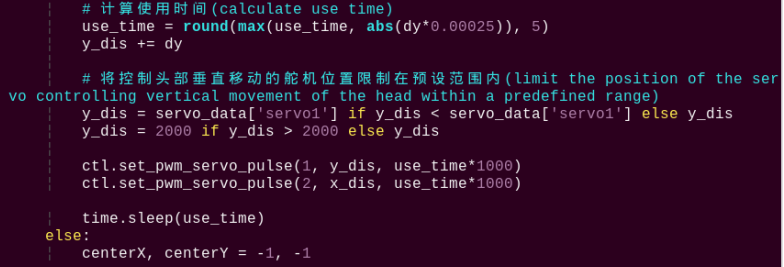 # 计算使用时间(calculate use time)
use_time = round(max(use_time, abs(dy*0.00025)), 5)
y_dis += dy
# 将控制头部垂直移动的舵机位置限制在预设范围内(limit the position of the ser
vo controlling vertical movement of the head within a predefined range)
y_dis = servo_data['servo1'] if y_dis < servo_data['servo1'] else y_dis
y_dis = 2000 if y_dis > 2000 else y_dis
ctl.set_pwm_servo_pulse(1, y_dis, use_time*1000)
ctl.set_pwm_servo_pulse(2, x_dis, use_time*1000)
time.sleep(use_time)
else:
centerX, centerY = -1, -1